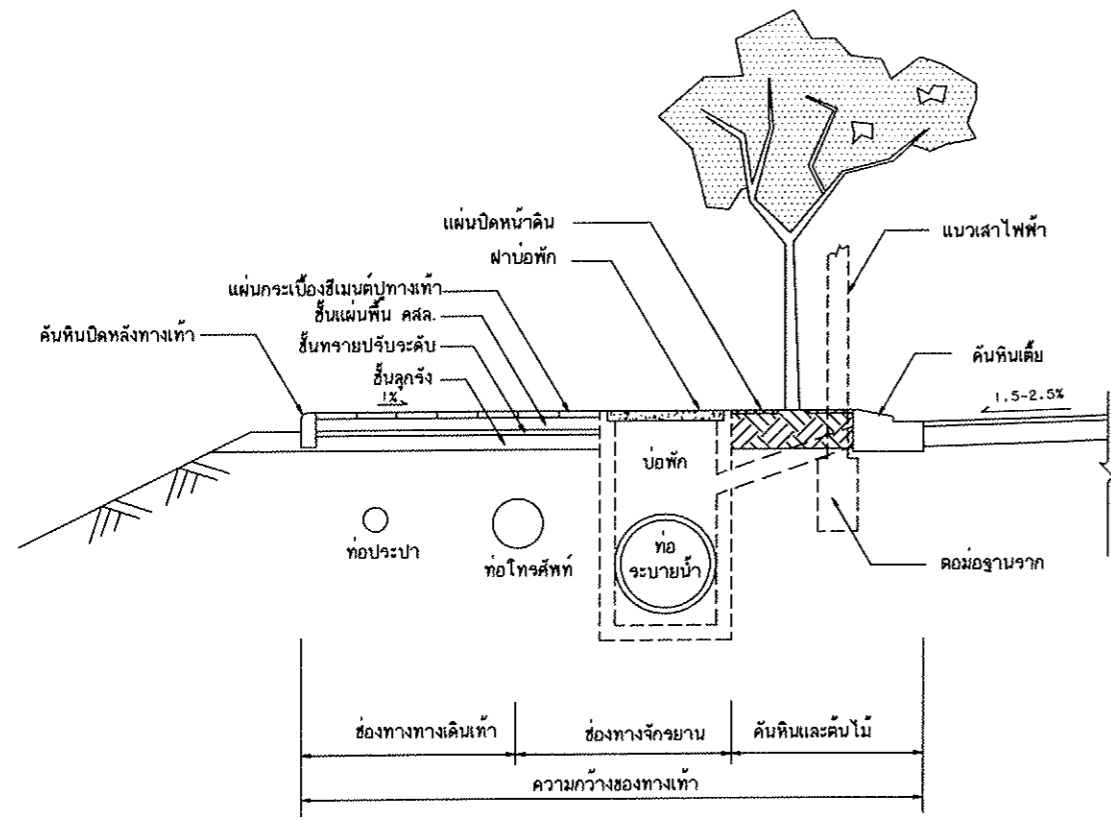 แผ่นปิดหน้าดิน
แนวเสาไฟฟ้า
ฝาบ่อพัก
แผ่นกระเบื้องซีเมนต์ปูทางเท้า
ชั้นแผ่นพื้น คสล.
คันหินปิดหลังทางเท้า
ชั้นทรายปรับระดับ
คันหินเตี้ย
ชั้นลูกรัง
1%
1.5-2.5%
บ่อพัก
ท่อประปา
ท่อโทรศัพท์
ท่อ
ระบายน้ำ
ตอม่อฐานราก
ช่องทางทางเดินเท้า
ช่องทางจักรยาน
คันหินและต้นไม้
ความกว้างของทางเท้า